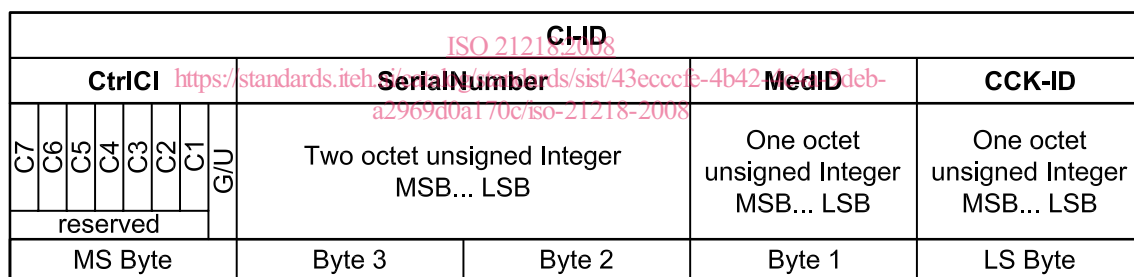 CI-ID
ISO 21218:2008
CtrlCI SerialNumber MedID CCK-ID
https://standards.iteh.ai/catalog/standards/sist/43ecccfe-4b42-4c4a-8deb-
a2969d0a170c/iso-21218-2008
C7 C6 C5 C4 C3 C2 C1 G/U
Two octet unsigned Integer
MSB... LSB
One octet
unsigned Integer
MSB... LSB
One octet
unsigned Integer
MSB... LSB
reserved
MS Byte Byte 3 Byte 2 Byte 1 LS Byte